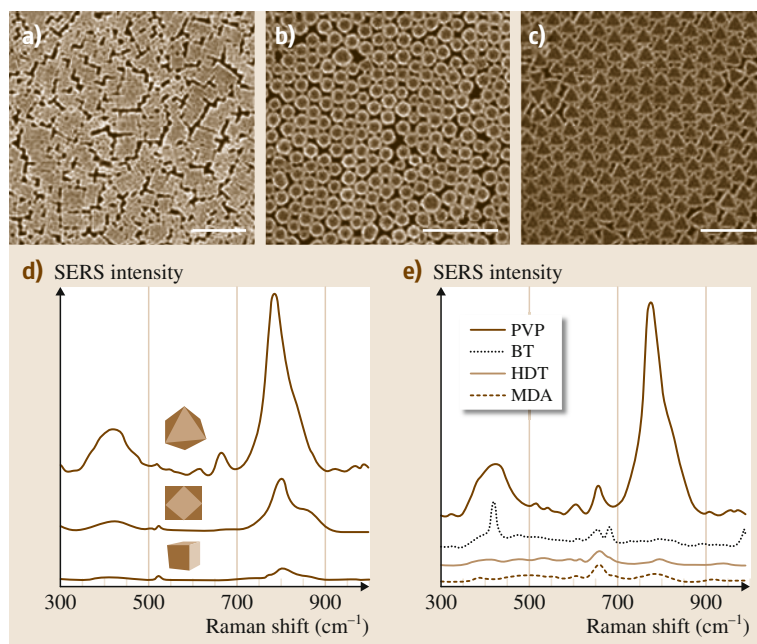 a)
b)
c)
d) SERS intensity
300 500 700 900
Raman shift (cm⁻¹)
e) SERS intensity
PVP
BT
HDT
MDA
300 500 700 900
Raman shift (cm⁻¹)